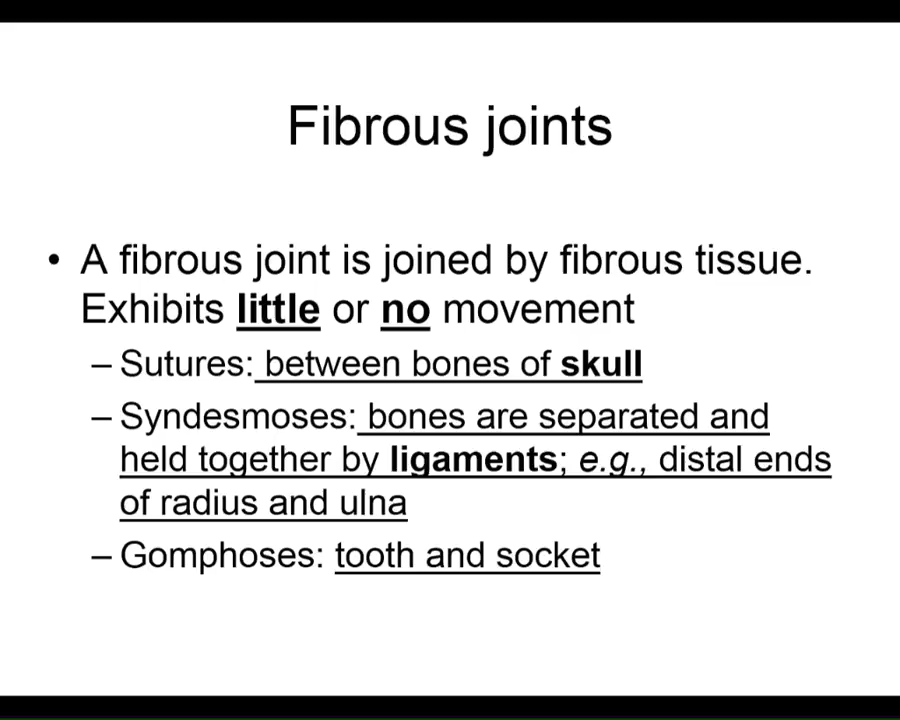 Fibrous joints
• A fibrous joint is joined by fibrous tissue.
Exhibits little or no movement
– Sutures: between bones of skull
– Syndesmoses: bones are separated and
held together by ligaments; e.g., distal ends
of radius and ulna
– Gomphoses: tooth and socket